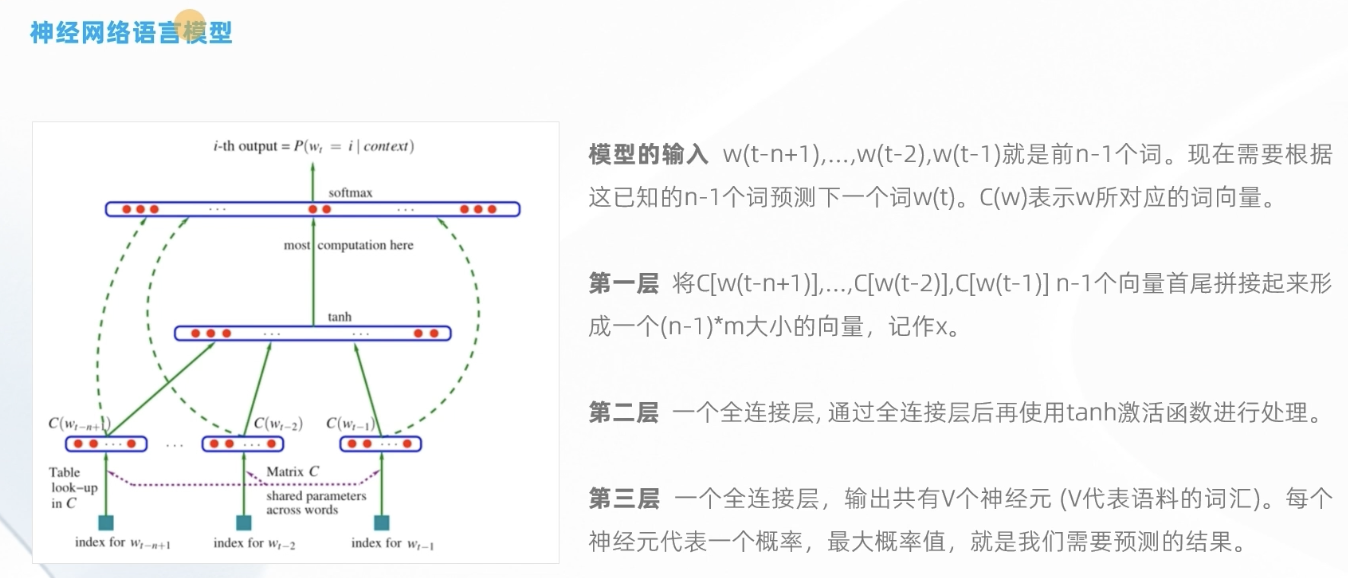 神经网络语言模型
i-th output = P(wₜ = i | context)
softmax
... ...
most computation here
tanh
... ...
C(wₜ₋ₙ₊₁) C(wₜ₋₂) C(wₜ₋₁)
... ... ... ...
Table look-up in C
Matrix C
shared parameters across words
index for wₜ₋ₙ₊₁ index for wₜ₋₂ index for wₜ₋₁
模型的输入 w(t-n+1),...,w(t-2),w(t-1)就是前n-1个词。现在需要根据
这已知的n-1个词预测下一个词w(t)。C(w)表示w所对应的词向量。
第一层 将C[w(t-n+1)],...,C[w(t-2)],C[w(t-1)] n-1个向量首尾拼接起来形
成一个(n-1)*m大小的向量，记作x。
第二层 一个全连接层, 通过全连接层后再使用tanh激活函数进行处理。
第三层 一个全连接层，输出共有V个神经元 (V代表语料的词汇)。每个
神经元代表一个概率，最大概率值，就是我们需要预测的结果。